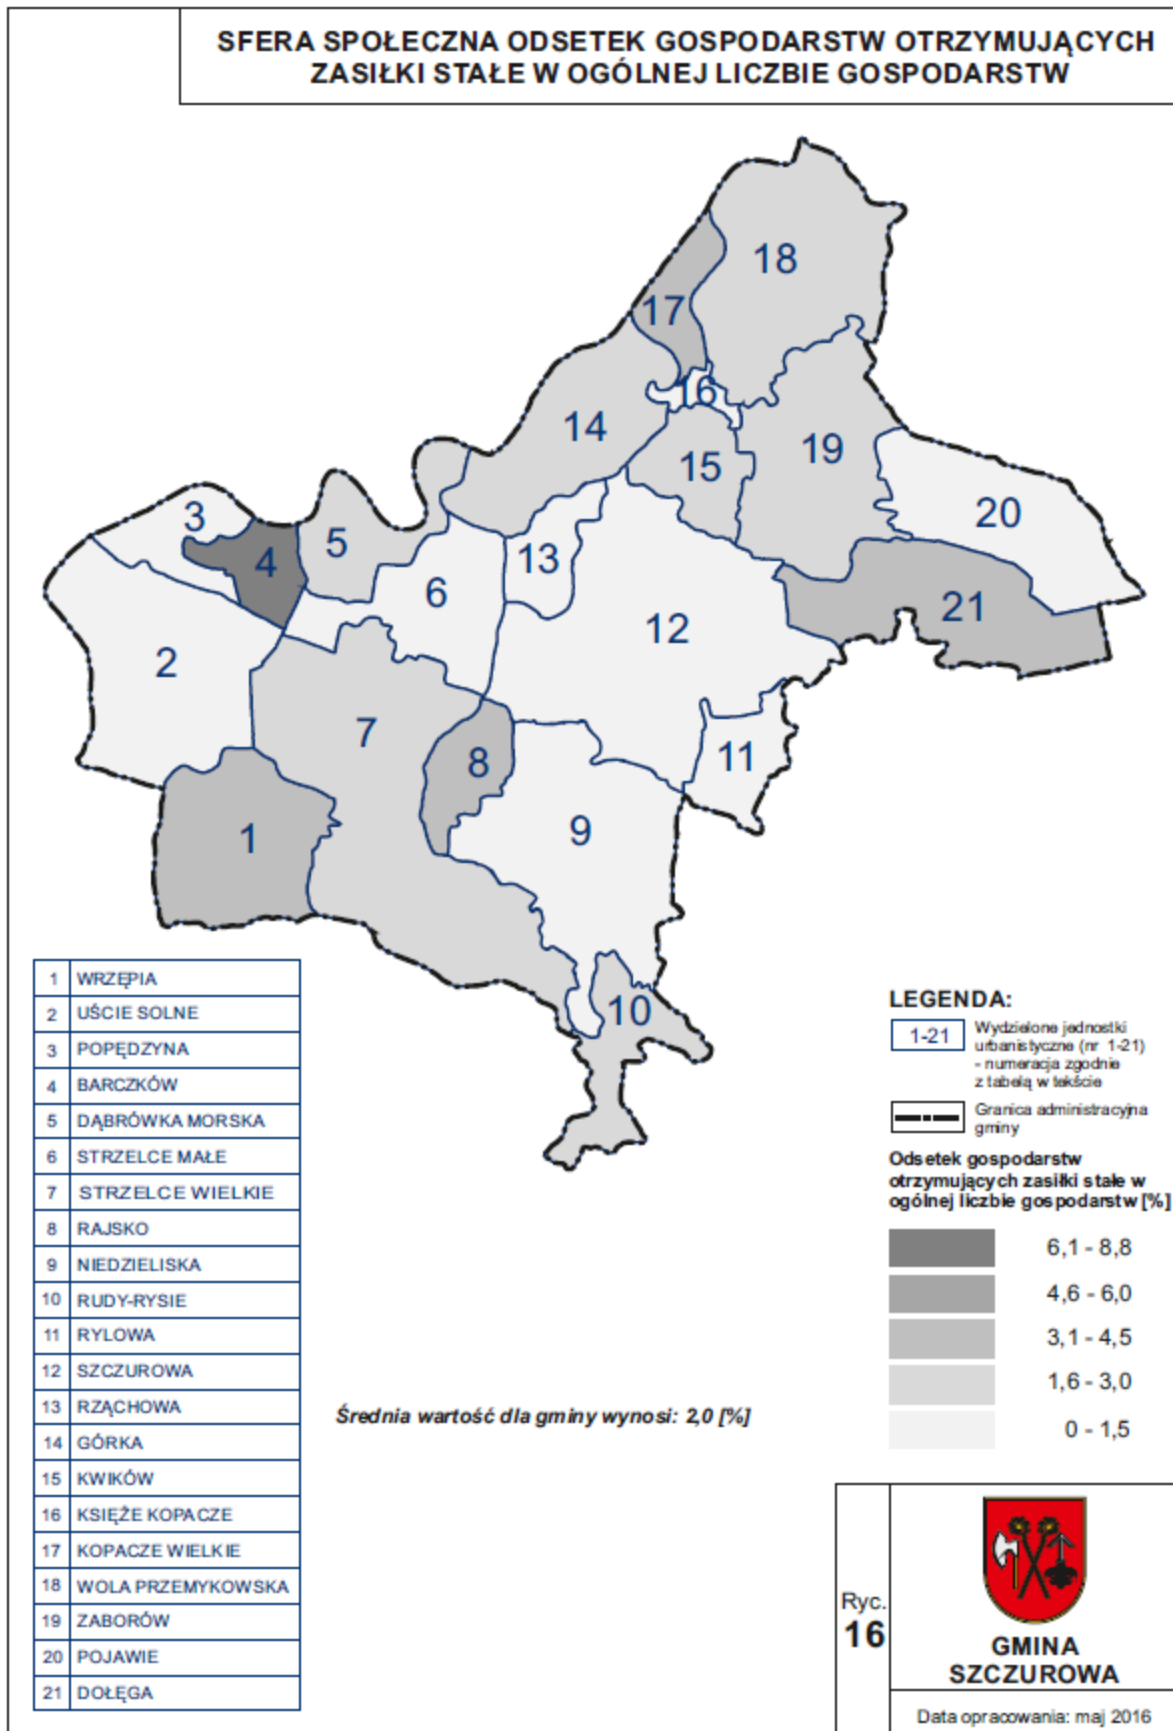 SFERA SPOŁECZNA ODSETEK GOSPODARSTW OTRZYMUJĄCYCH
ZASIŁKI STAŁE W OGÓLNEJ LICZBIE GOSPODARSTW
18
17
16
14
19
15
3
20
5
4
13
6
21
12
2
7
11
8
9
1
10
1 WRZĘPIA
2 UŚCIE SOLNE
3 POPĘDZYNA
4 BARCZKÓW
5 DĄBRÓWKA MORSKA
6 STRZELCE MAŁE
7 STRZELCE WIELKIE
8 RAJSKO
9 NIEDZIELISKA
10 RUDY-RYSIE
11 RYLOWA
12 SZCZUROWA
13 RZĄCHOWA
14 GÓRKA
15 KWIKÓW
16 KSIĘŻE KOPACZE
17 KOPACZE WIELKIE
18 WOLA PRZEMYKOWSKA
19 ZABORÓW
20 POJAWIE
21 DOŁĘGA
Średnia wartość dla gminy wynosi: 2,0 [%]
LEGENDA:
1-21
Wydzielone jednostki
urbanistyczne (nr 1-21)
- numeracja zgodnie
z tabelą w tekście
Granica administracyjna
gminy
Odsetek gospodarstw
otrzymujących zasiłki stałe w
ogólnej liczbie gospodarstw [%]
6,1 - 8,8
4,6 - 6,0
3,1 - 4,5
1,6 - 3,0
0 - 1,5
Ryc.
16
GMINA
SZCZUROWA
Data opracowania: maj 2016